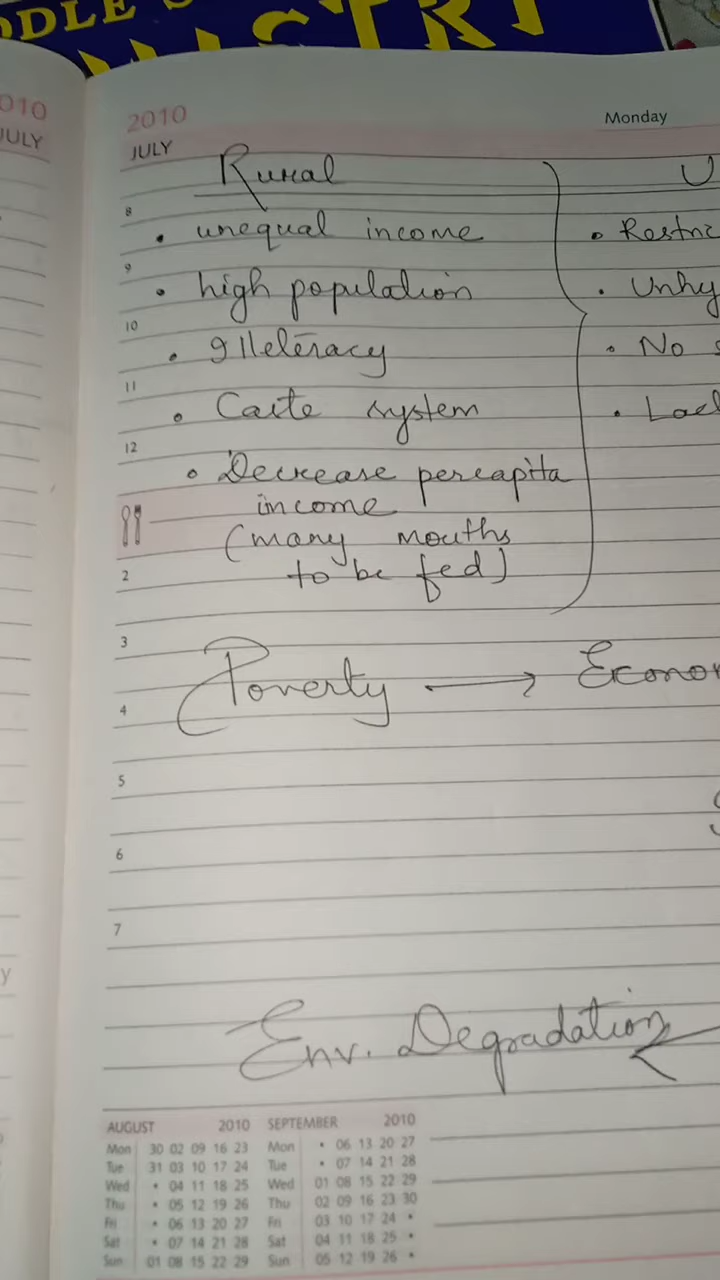 DDLE
2010
JULY
2010
JULY
Monday
Rural
U
8
• unequal income
• Restric
9
• high population
• Unhy
10
• Illeteracy
• No s
11
• Caste system
• Lack
12
• Decrease percapita
income
(many mouths
to be fed)
2
3
Poverty → Econo
4
5
6
7
Env. Degradation
AUGUST 2010 SEPTEMBER 2010
Mon 30 02 09 16 23 Mon • 06 13 20 27
Tue 31 03 10 17 24 Tue • 07 14 21 28
Wed • 04 11 18 25 Wed 01 08 15 22 29
Thu • 05 12 19 26 Thu 02 09 16 23 30
Fri • 06 13 20 27 Fri 03 10 17 24 •
Sat • 07 14 21 28 Sat 04 11 18 25 •
Sun 01 08 15 22 29 Sun 05 12 19 26 •